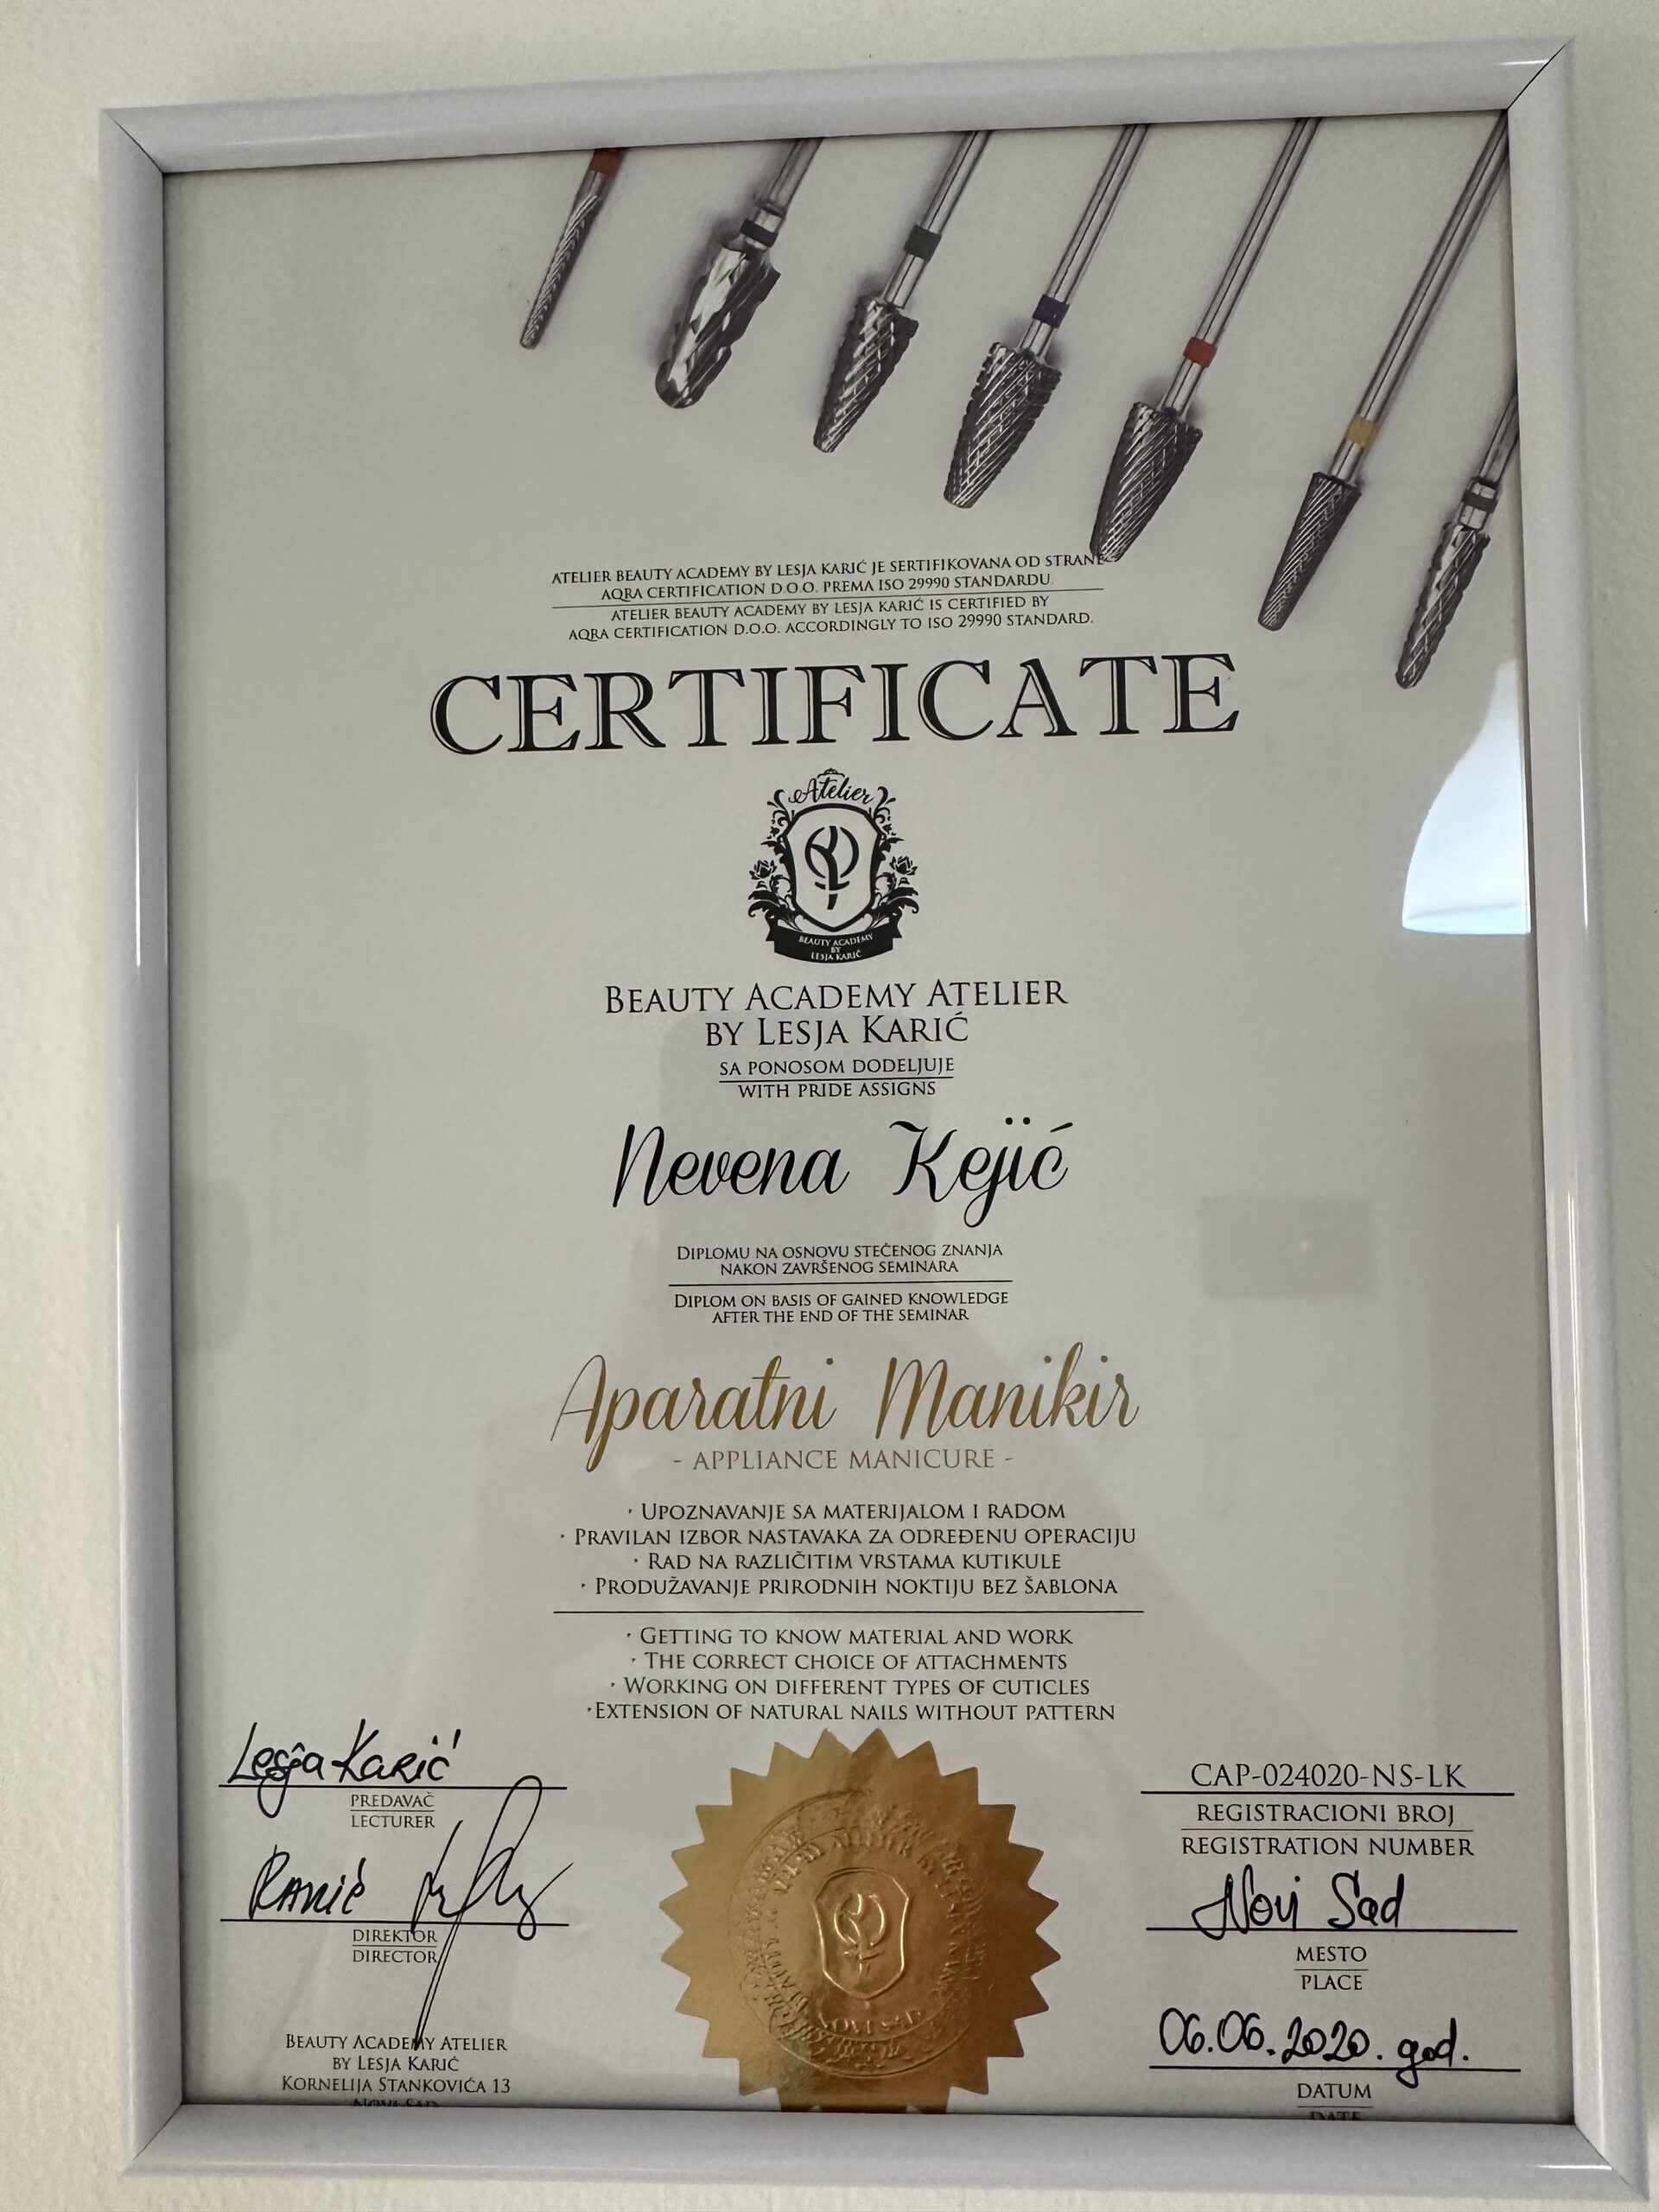 ATELIER BEAUTY ACADEMY BY LESJA KARIĆ JE SERTIFIKOVANA OD STRANE
AQRA CERTIFICATION D.O.O. PREMA ISO 29990 STANDARDU.
ATELIER BEAUTY ACADEMY BY LESJA KARIĆ IS CERTIFIED BY
AQRA CERTIFICATION D.O.O. ACCORDINGLY TO ISO 29990 STANDARD.
CERTIFICATE
Atelier
BEAUTY ACADEMY
BY
LESJA KARIĆ
BEAUTY ACADEMY ATELIER
BY LESJA KARIĆ
SA PONOSOM DODELJUJE
WITH PRIDE ASSIGNS
Nevena Kejić
DIPLOMU NA OSNOVU STEČENOG ZNANJA
NAKON ZAVRŠENOG SEMINARA
DIPLOM ON BASIS OF GAINED KNOWLEDGE
AFTER THE END OF THE SEMINAR
Aparatni Manikir
- APPLIANCE MANICURE -
· UPOZNAVANJE SA MATERIJALOM I RADOM
· PRAVILAN IZBOR NASTAVAKA ZA ODREĐENU OPERACIJU
· RAD NA RAZLIČITIM VRSTAMA KUTIKULE
· PRODUŽAVANJE PRIRODNIH NOKTIJU BEZ ŠABLONA
· GETTING TO KNOW MATERIAL AND WORK
· THE CORRECT CHOICE OF ATTACHMENTS
· WORKING ON DIFFERENT TYPES OF CUTICLES
·EXTENSION OF NATURAL NAILS WITHOUT PATTERN
Lesja Karić
PREDAVAČ
LECTURER
Karić
DIREKTOR
DIRECTOR
BEAUTY ACADEMY ATELIER
BY LESJA KARIĆ
KORNELIJA STANKOVIĆA 13
NOVI SAD
NOVI SAD
CAP-024020-NS-LK
REGISTRACIONI BROJ
REGISTRATION NUMBER
Novi Sad
MESTO
PLACE
06.06.2020. god.
DATUM
DATE